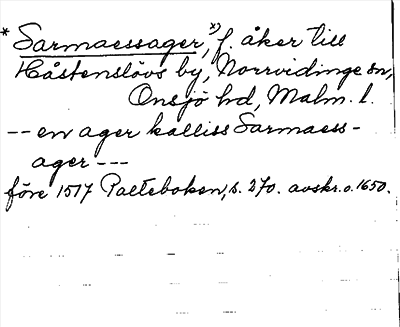 * Sarmaessager, *) f. åker till
Håstenslövs by, Norrvidinge sn,
Onsjö hd, Malm. l.
-- en ager kalliss Sarmaess-
ager ---
före 1517 Palteboken, s. 270. avskr. o. 1650.